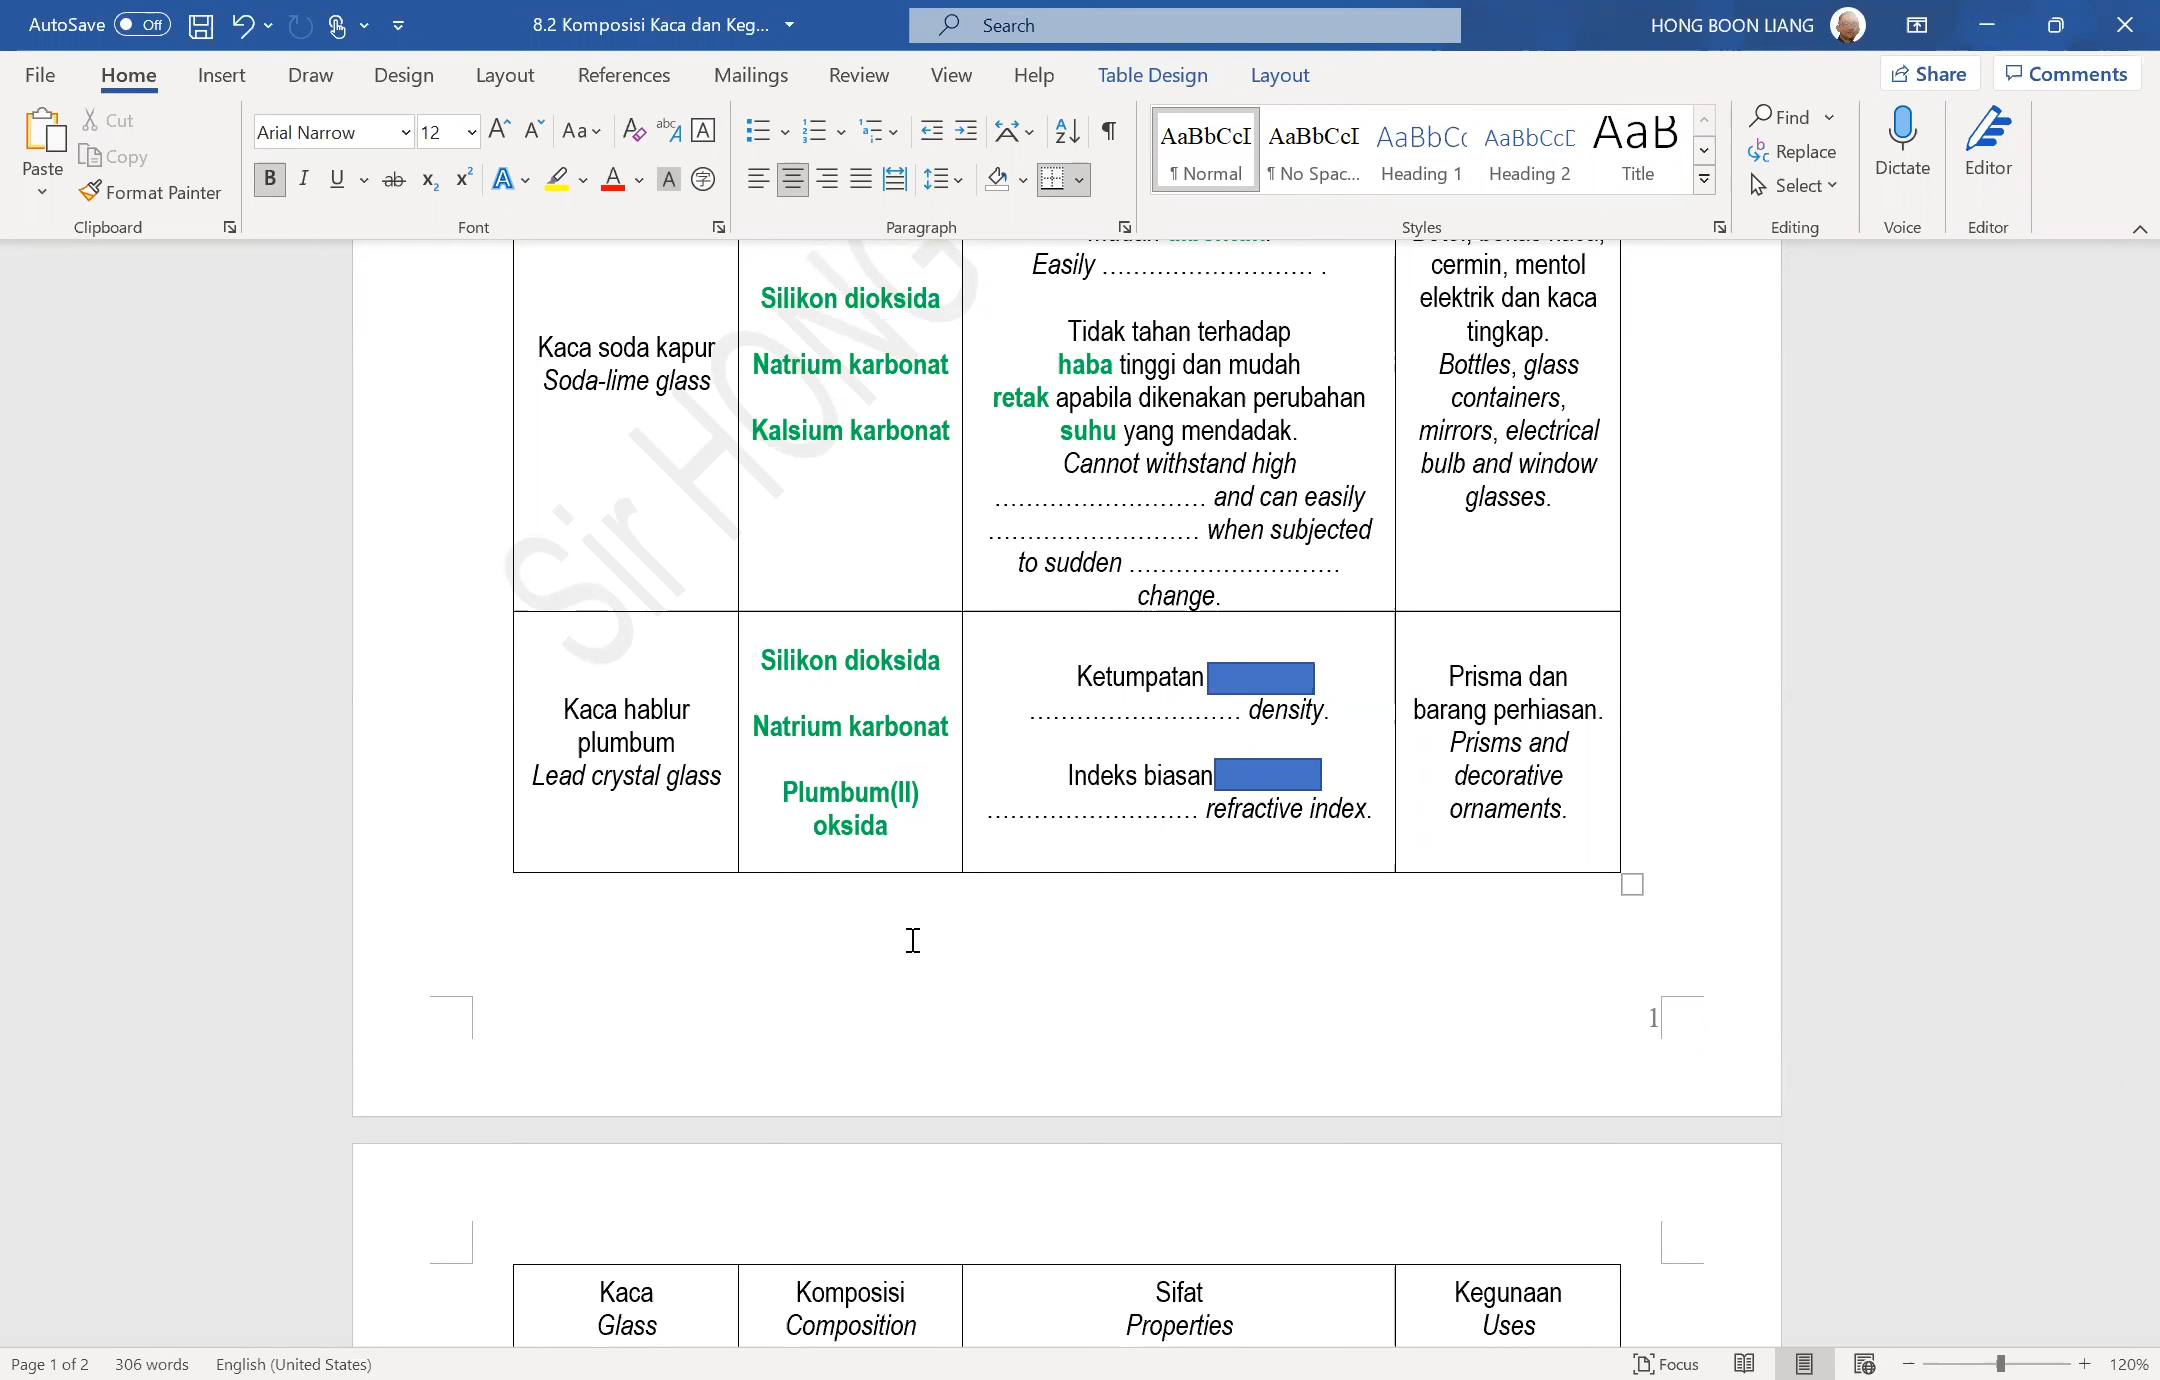 AutoSave Off
8.2 Komposisi Kaca dan Keg...
Search
HONG BOON LIANG
File Home Insert Draw Design Layout References Mailings Review View Help Table Design Layout
Share Comments
Paste
Cut
Copy
Format Painter
Clipboard
Arial Narrow 12
Font
Paragraph
AaBbCcI AaBbCcI AaBbCc AaBbCcD AaB
¶ Normal ¶ No Spac... Heading 1 Heading 2 Title
Styles
Find
Replace
Select
Editing
Dictate
Voice
Editor
Editor
Sir HONG
Kaca soda kapur
Soda-lime glass
Silikon dioksida
Natrium karbonat
Kalsium karbonat
Easily ........................... .
Tidak tahan terhadap
haba tinggi dan mudah
retak apabila dikenakan perubahan
suhu yang mendadak.
Cannot withstand high
........................... and can easily
........................... when subjected
to sudden ...........................
change.
cermin, mentol
elektrik dan kaca
tingkap.
Bottles, glass
containers,
mirrors, electrical
bulb and window
glasses.
Kaca hablur
plumbum
Lead crystal glass
Silikon dioksida
Natrium karbonat
Plumbum(II)
oksida
Ketumpatan
........................... density.
Indeks biasan
........................... refractive index.
Prisma dan
barang perhiasan.
Prisms and
decorative
ornaments.
1
Kaca
Glass
Komposisi
Composition
Sifat
Properties
Kegunaan
Uses
Page 1 of 2 306 words English (United States)
Focus
120%